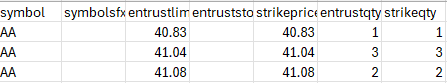 symbol symbolsfx entrustlim entruststo strikeprice entrustqty strikeqty
AA 40.83 40.83 1 1
AA 41.04 41.04 3 3
AA 41.08 41.08 2 2